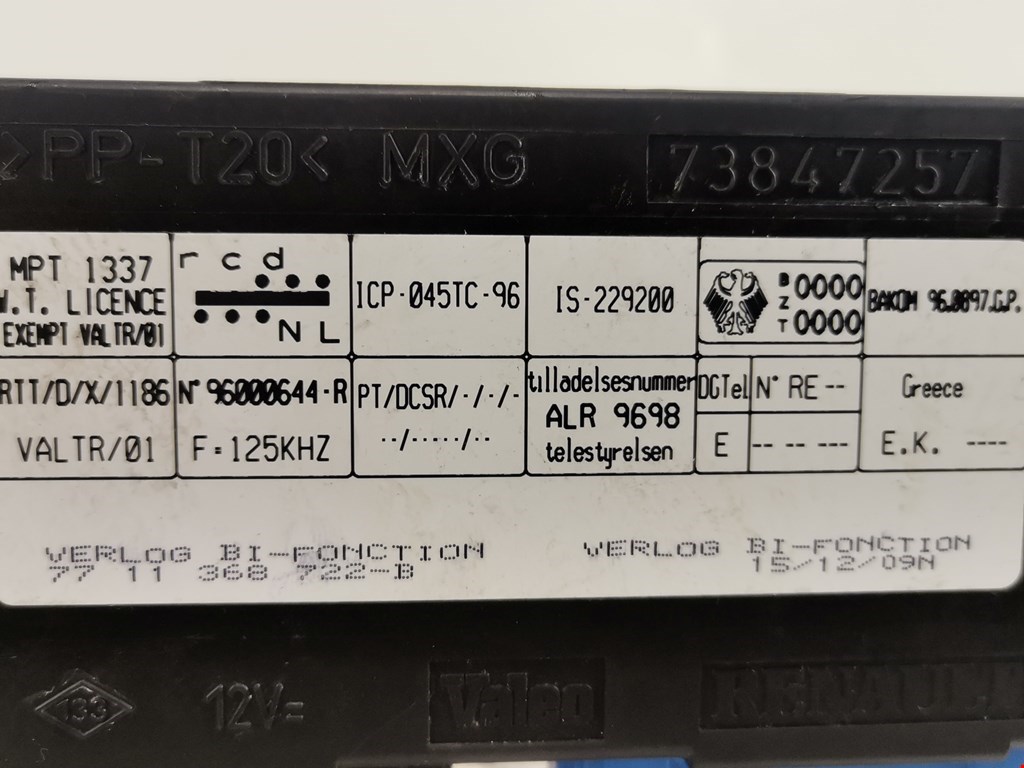 >PP-T20< MXG 73847257
MPT 1337
W.T. LICENCE
EXEMPT VALTR/01
r c d
N L
ICP-045TC-96
IS-229200
BZT 0000
0000
BAKOM 96.0897.G.P.
RTT/D/X/1186
VALTR/01
N° 96000644-R
F=125KHZ
PT/DCSR/-/-/-
../...../..
tilladelsesnummer
ALR 9698
telestyrelsen
DGTel N° RE --
E -- -- ---
Greece
E.K. ----
VERLOG BI-FONCTION
77 11 368 722-B
VERLOG BI-FONCTION
15/12/09N
133 12V= Valeo RENAULT